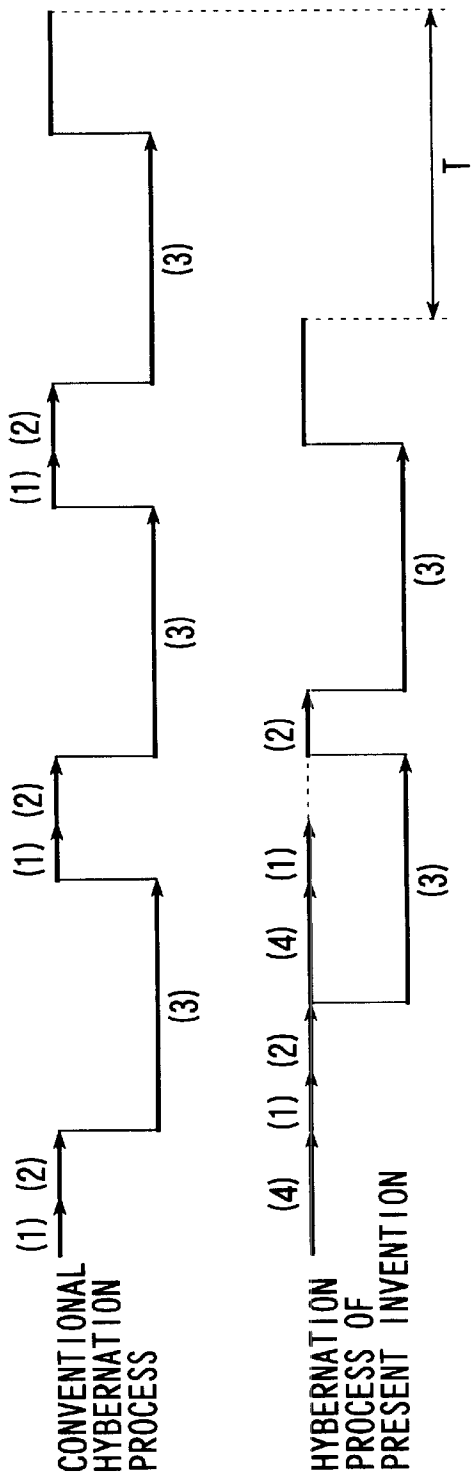 CONVENTIONAL
HYBERNATION
PROCESS
(1) (2)
(3)
(1) (2)
(3)
(1) (2)
(3)
HYBERNATION
PROCESS OF
PRESENT INVENTION
(4) (1) (2) (4) (1)
(3)
(2)
(3)
T